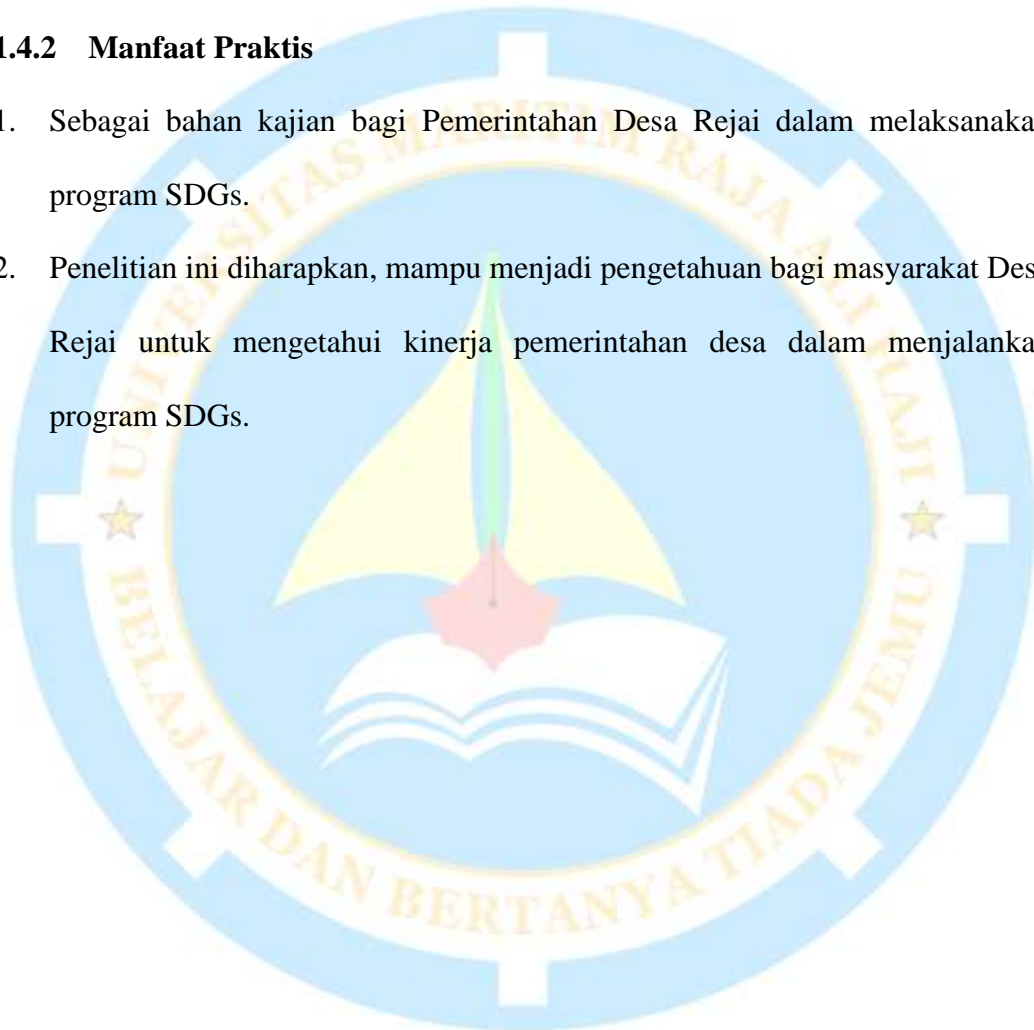 1.4.2 Manfaat Praktis
1. Sebagai bahan kajian bagi Pemerintahan Desa Rejai dalam melaksanaka
program SDGs.
2. Penelitian ini diharapkan, mampu menjadi pengetahuan bagi masyarakat Des
Rejai untuk mengetahui kinerja pemerintahan desa dalam menjalanka
program SDGs.
UNIVERSITAS MARITIM RAJA ALI HAJI
BELAJAR DAN BERTANYA TIADA JEMU